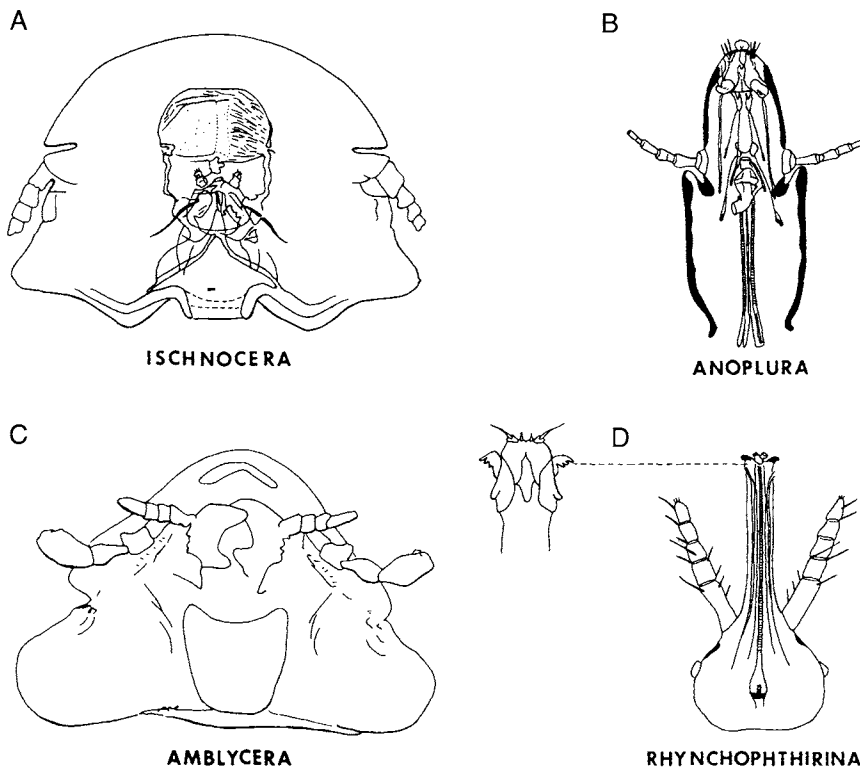 A
B
ISCHNOCERA
ANOPLURA
C
D
AMBLYCERA
RHYNCHOPHTHIRINA